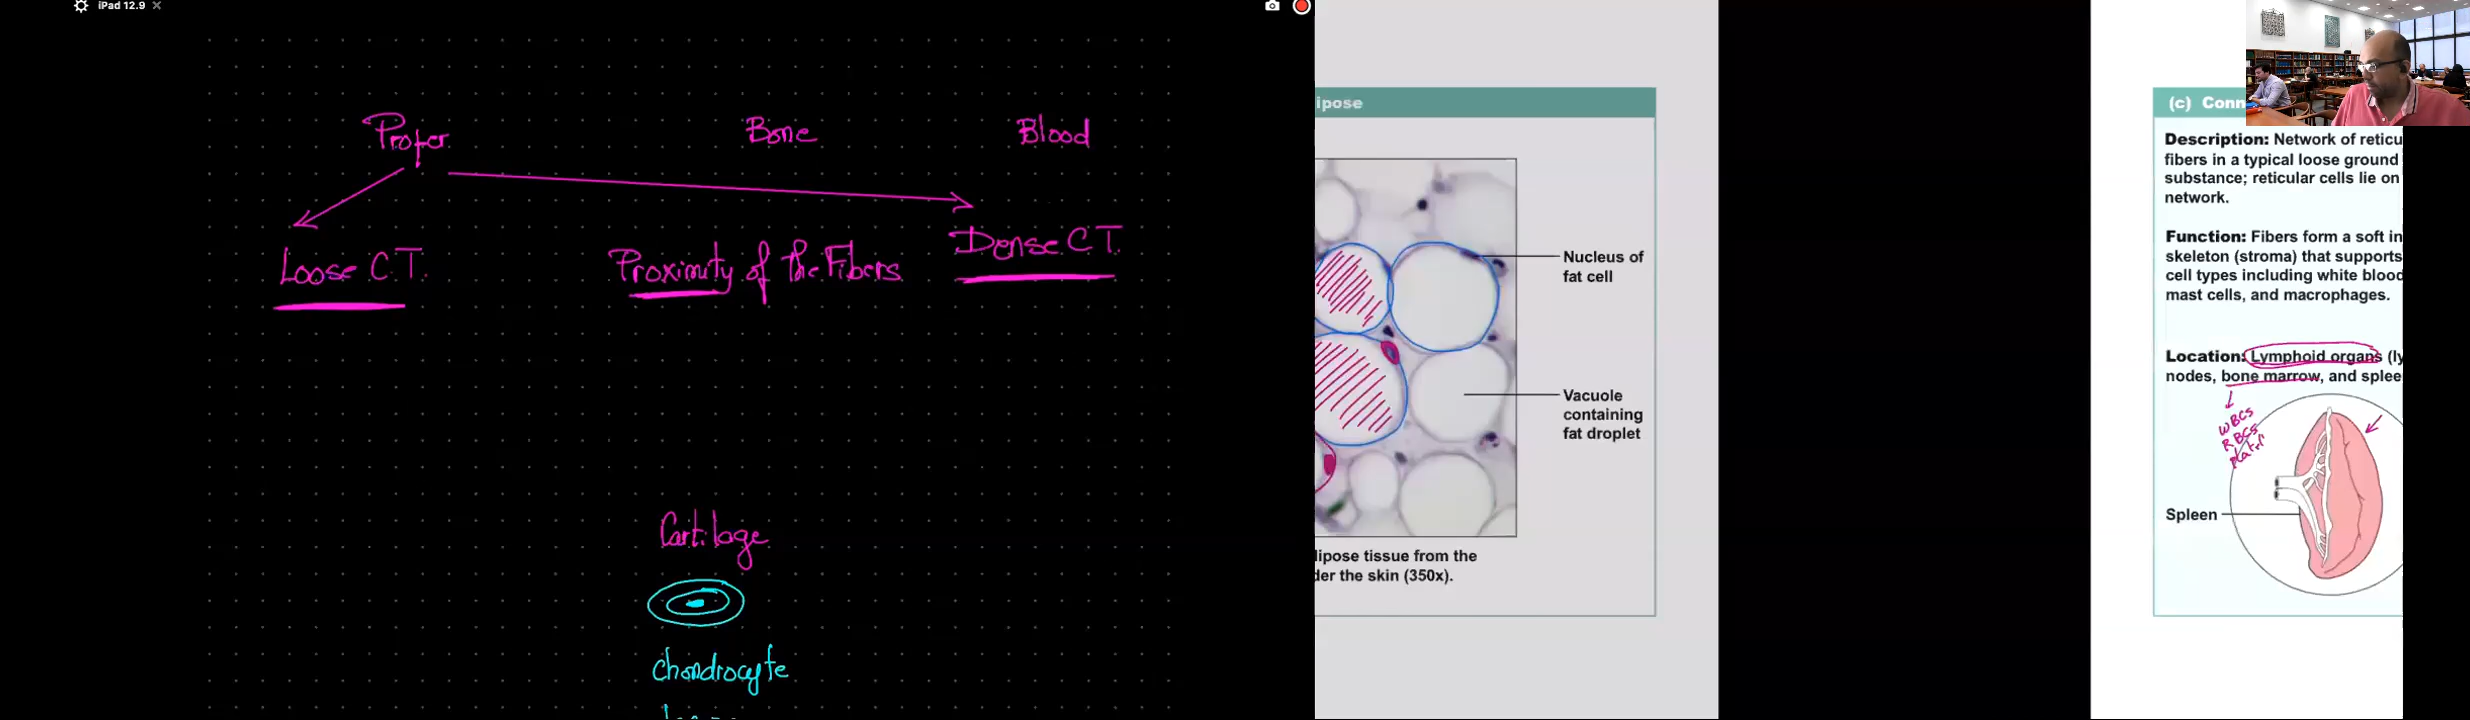 iPad 12.9
Proper
Bone
Blood
Loose C.T.
Proximity of the Fibers
Dense C.T.
Cartilage
Chondrocyte
ipose
Nucleus of
fat cell
Vacuole
containing
fat droplet
lipose tissue from the
der the skin (350x).
(c) Conn
Description: Network of reticu
fibers in a typical loose ground
substance; reticular cells lie on
network.
Function: Fibers form a soft in
skeleton (stroma) that supports
cell types including white blood
mast cells, and macrophages.
Location: Lymphoid organs (ly
nodes, bone marrow, and splee
WBCs
RBCs
Spleen